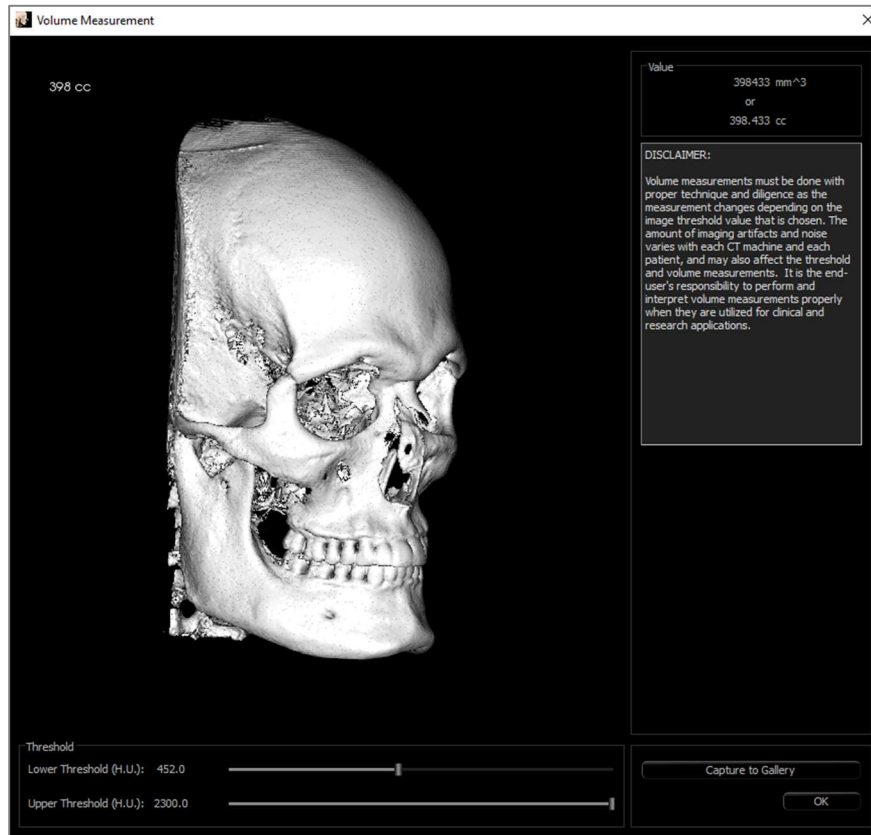 Volume Measurement
398 cc
Value
398433 mm^3
or
398.433 cc
DISCLAIMER:
Volume measurements must be done with
proper technique and diligence as the
measurement changes depending on the
image threshold value that is chosen. The
amount of imaging artifacts and noise
varies with each CT machine and each
patient, and may also affect the threshold
and volume measurements.  It is the end-
user's responsibility to perform and
interpret volume measurements properly
when they are utilized for clinical and
research applications.
Threshold
Lower Threshold (H.U.): 452.0
Upper Threshold (H.U.): 2300.0
Capture to Gallery
OK